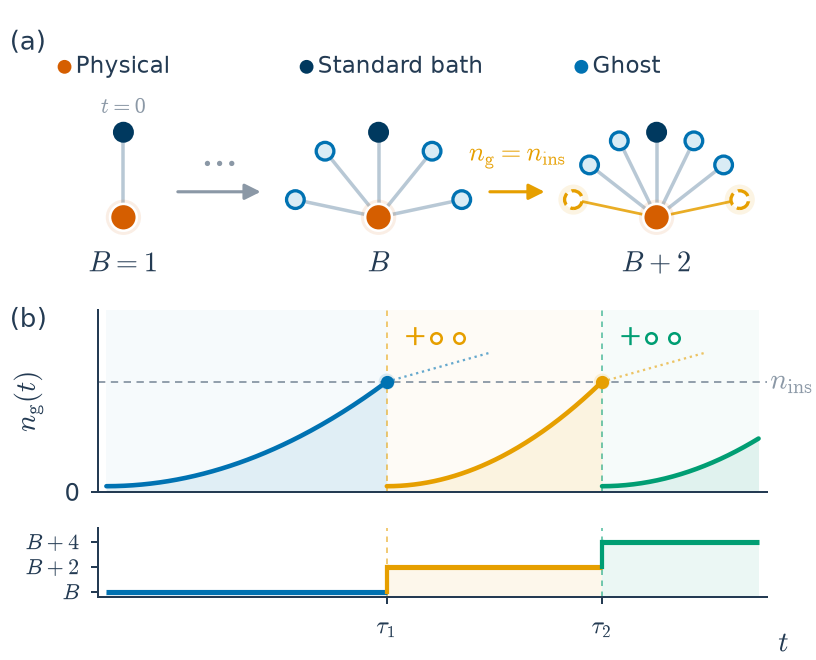 (a)
Physical Standard bath Ghost
t = 0
...
n_g = n_ins
B = 1 B B + 2
(b)
+ +
n_g(t)
n_ins
0
B + 4
B + 2
B
τ_1 τ_2
t